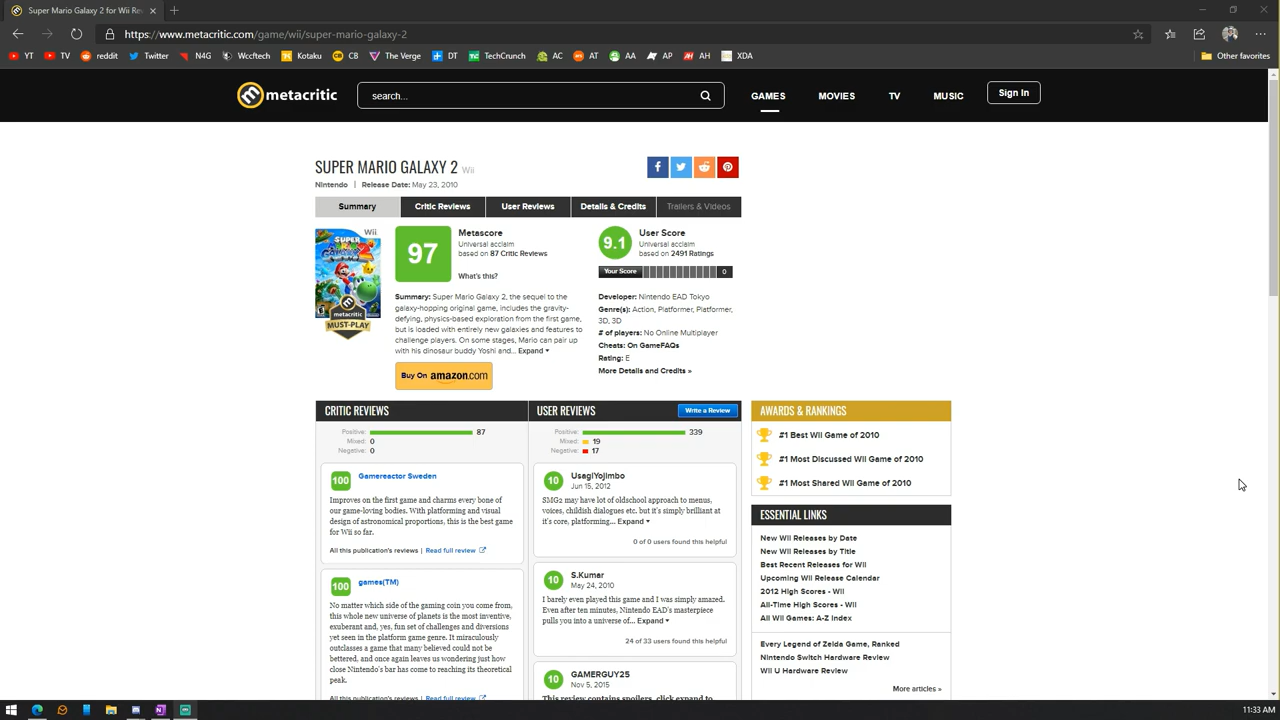 Super Mario Galaxy 2 for Wii Re
https://www.metacritic.com/game/wii/super-mario-galaxy-2
YT TV reddit Twitter N4G Wccftech Kotaku CB The Verge DT TechCrunch AC AT AA AP AH XDA Other favorites
metacritic search... GAMES MOVIES TV MUSIC Sign In
SUPER MARIO GALAXY 2 Wii
Nintendo | Release Date: May 23, 2010
Summary Critic Reviews User Reviews Details & Credits Trailers & Videos
Wii
SUPER MARIO GALAXY 2
metacritic
MUST-PLAY
97
Metascore
Universal acclaim
based on 87 Critic Reviews
What's this?
Summary: Super Mario Galaxy 2, the sequel to the
galaxy-hopping original game, includes the gravity-
defying, physics-based exploration from the first game,
but is loaded with entirely new galaxies and features to
challenge players. On some stages, Mario can pair up
with his dinosaur buddy Yoshi and... Expand
Buy On amazon.com
9.1
User Score
Universal acclaim
based on 2491 Ratings
Your Score 0
Developer: Nintendo EAD Tokyo
Genre(s): Action, Platformer, Platformer,
3D, 3D
# of players: No Online Multiplayer
Cheats: On GameFAQs
Rating: E
More Details and Credits »
CRITIC REVIEWS
Positive: 87
Mixed: 0
Negative: 0
100 Gamereactor Sweden
Improves on the first game and charms every bone of
our game-loving bodies. With platforming and visual
design of astronomical proportions, this is the best game
for Wii so far.
All this publication's reviews | Read full review
100 games(TM)
No matter which side of the gaming coin you come from,
this whole new universe of planets is the most inventive,
exuberant and, yes, fun set of challenges and diversions
yet seen in the platform game genre. It miraculously
outclasses a game that many believed could not be
bettered, and once again leaves us wondering just how
close Nintendo's bar has come to reaching its theoretical
peak.
All this publication's reviews | Read full review
USER REVIEWS Write a Review
Positive: 339
Mixed: 19
Negative: 17
10 UsagiYojimbo
Jun 15, 2012
SMG2 may have lot of oldschool approach to menus,
voices, childish dialogues etc. but it's simply brilliant at
it's core, platforming... Expand
0 of 0 users found this helpful
10 S.Kumar
May 24, 2010
I barely even played this game and I was simply amazed.
Even after ten minutes, Nintendo EAD's masterpiece
pulls you into a universe of... Expand
24 of 33 users found this helpful
10 GAMERGUY25
Nov 5, 2015
This review contains spoilers, click expand to
AWARDS & RANKINGS
#1 Best Wii Game of 2010
#1 Most Discussed Wii Game of 2010
#1 Most Shared Wii Game of 2010
ESSENTIAL LINKS
New Wii Releases by Date
New Wii Releases by Title
Best Recent Releases for Wii
Upcoming Wii Release Calendar
2012 High Scores - Wii
All-Time High Scores - Wii
All Wii Games: A-Z Index
Every Legend of Zelda Game, Ranked
Nintendo Switch Hardware Review
Wii U Hardware Review
More articles »
11:33 AM